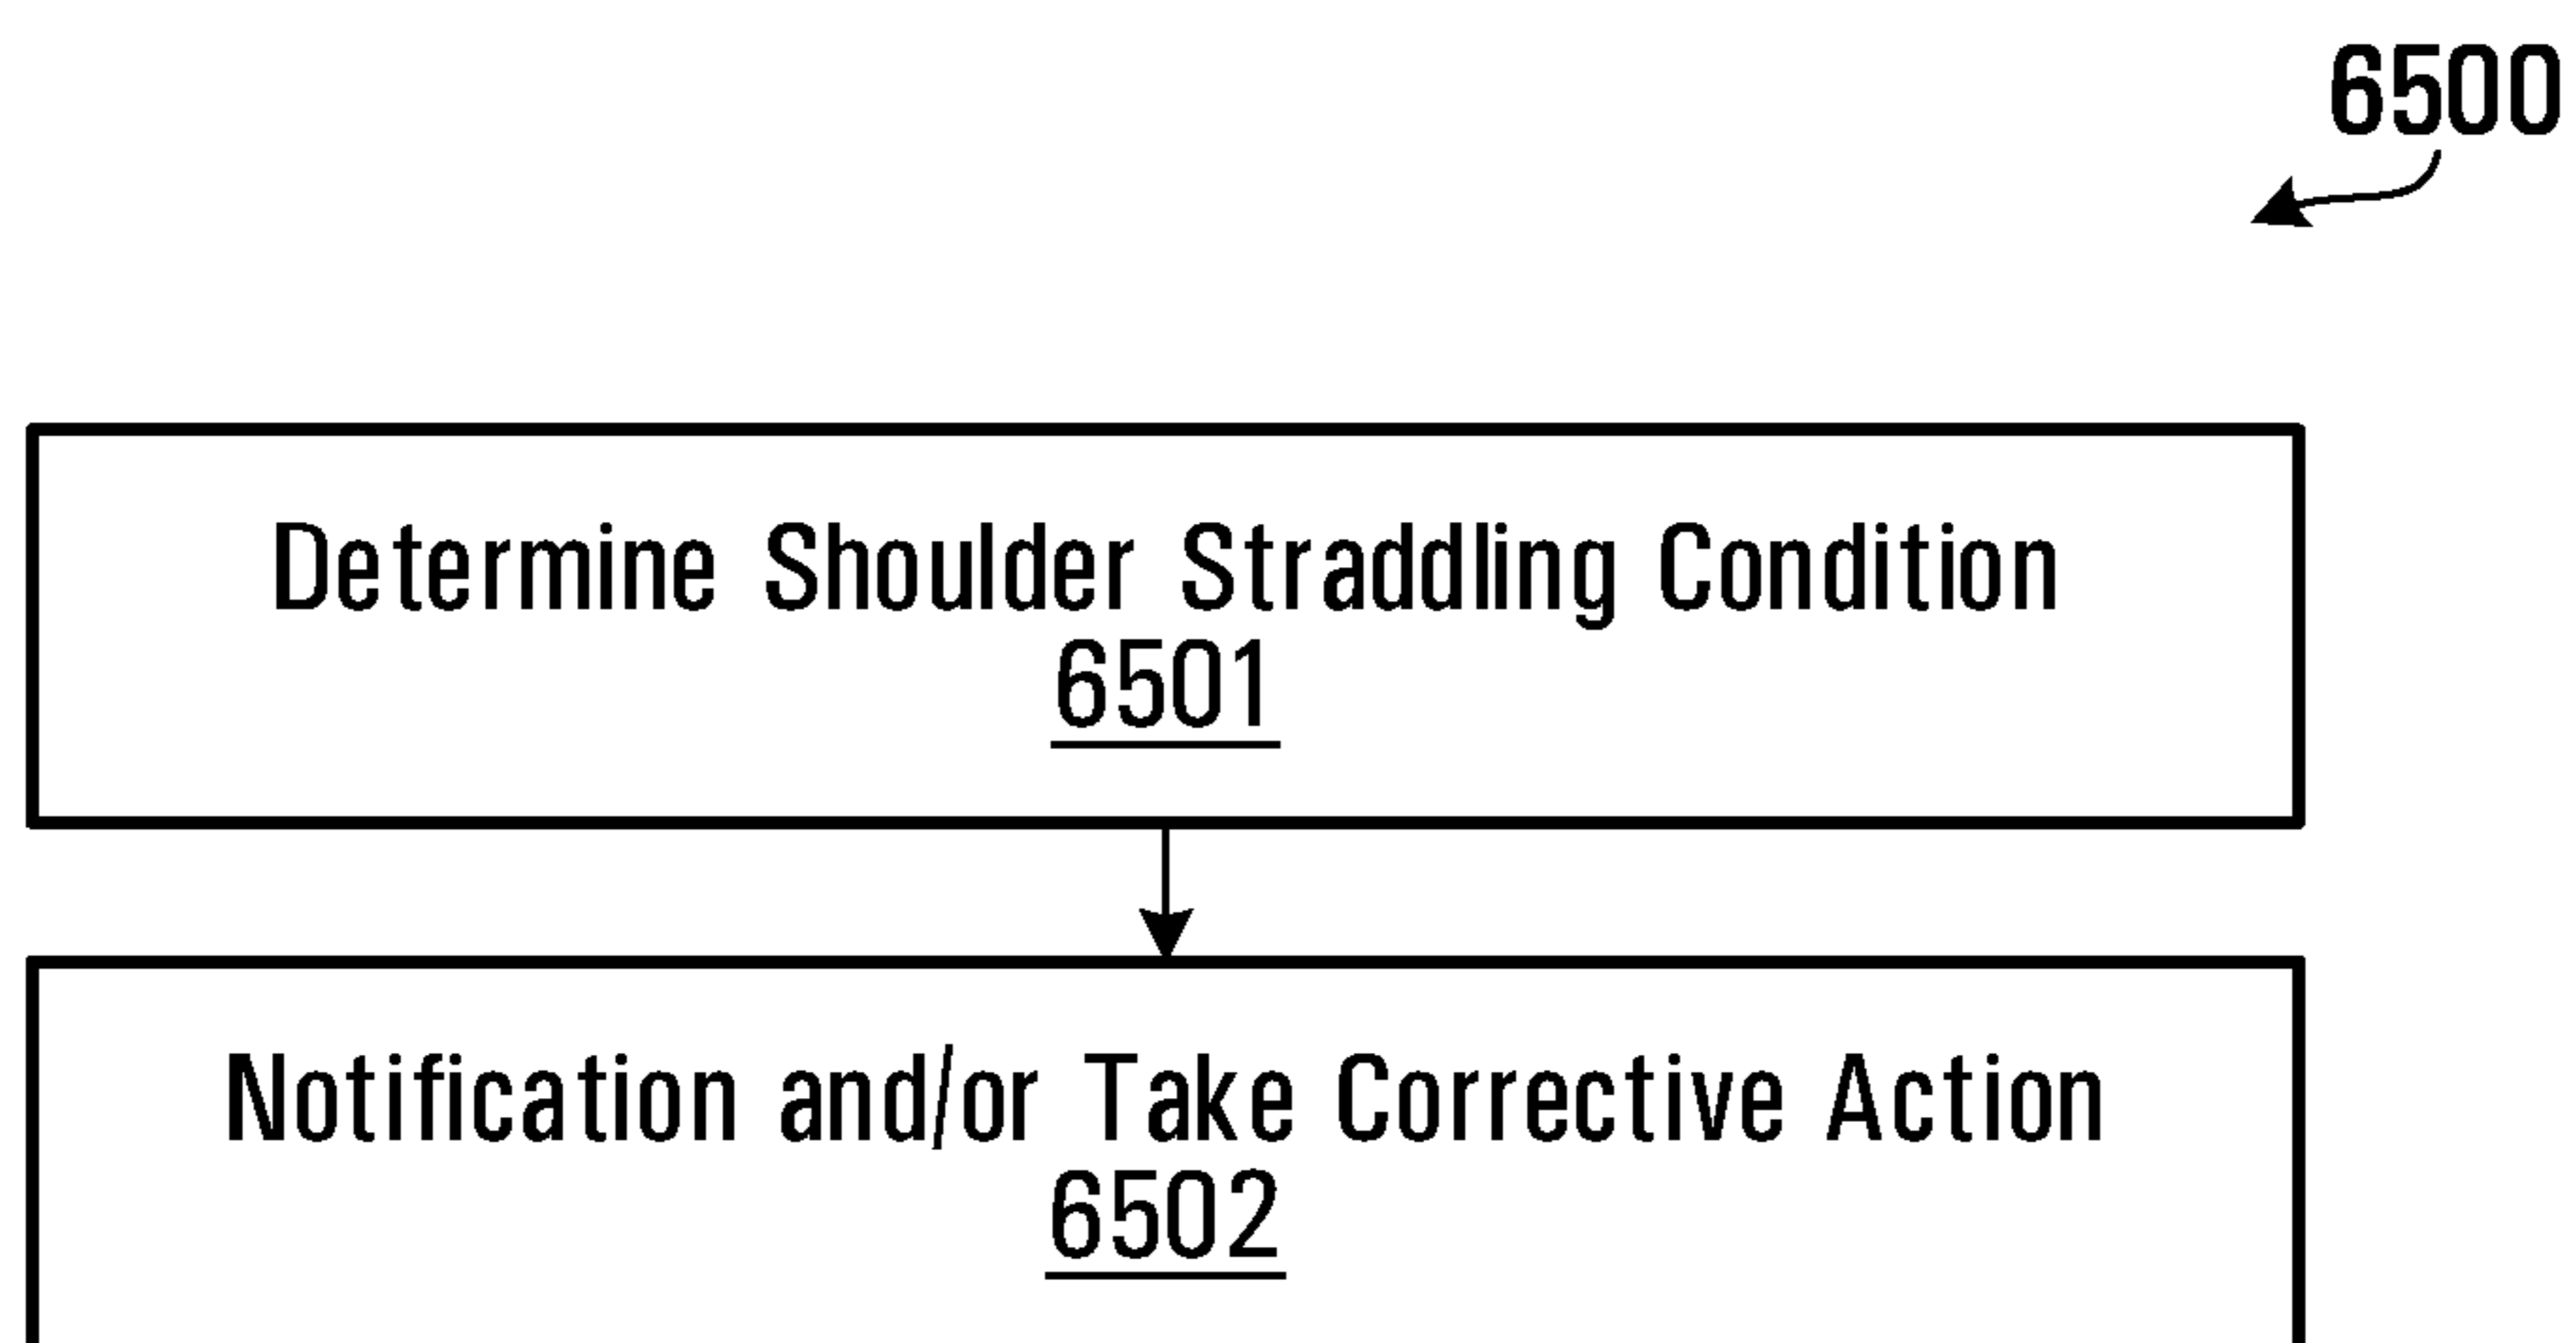 6500
Determine Shoulder Straddling Condition
6501
Notification and/or Take Corrective Action
6502